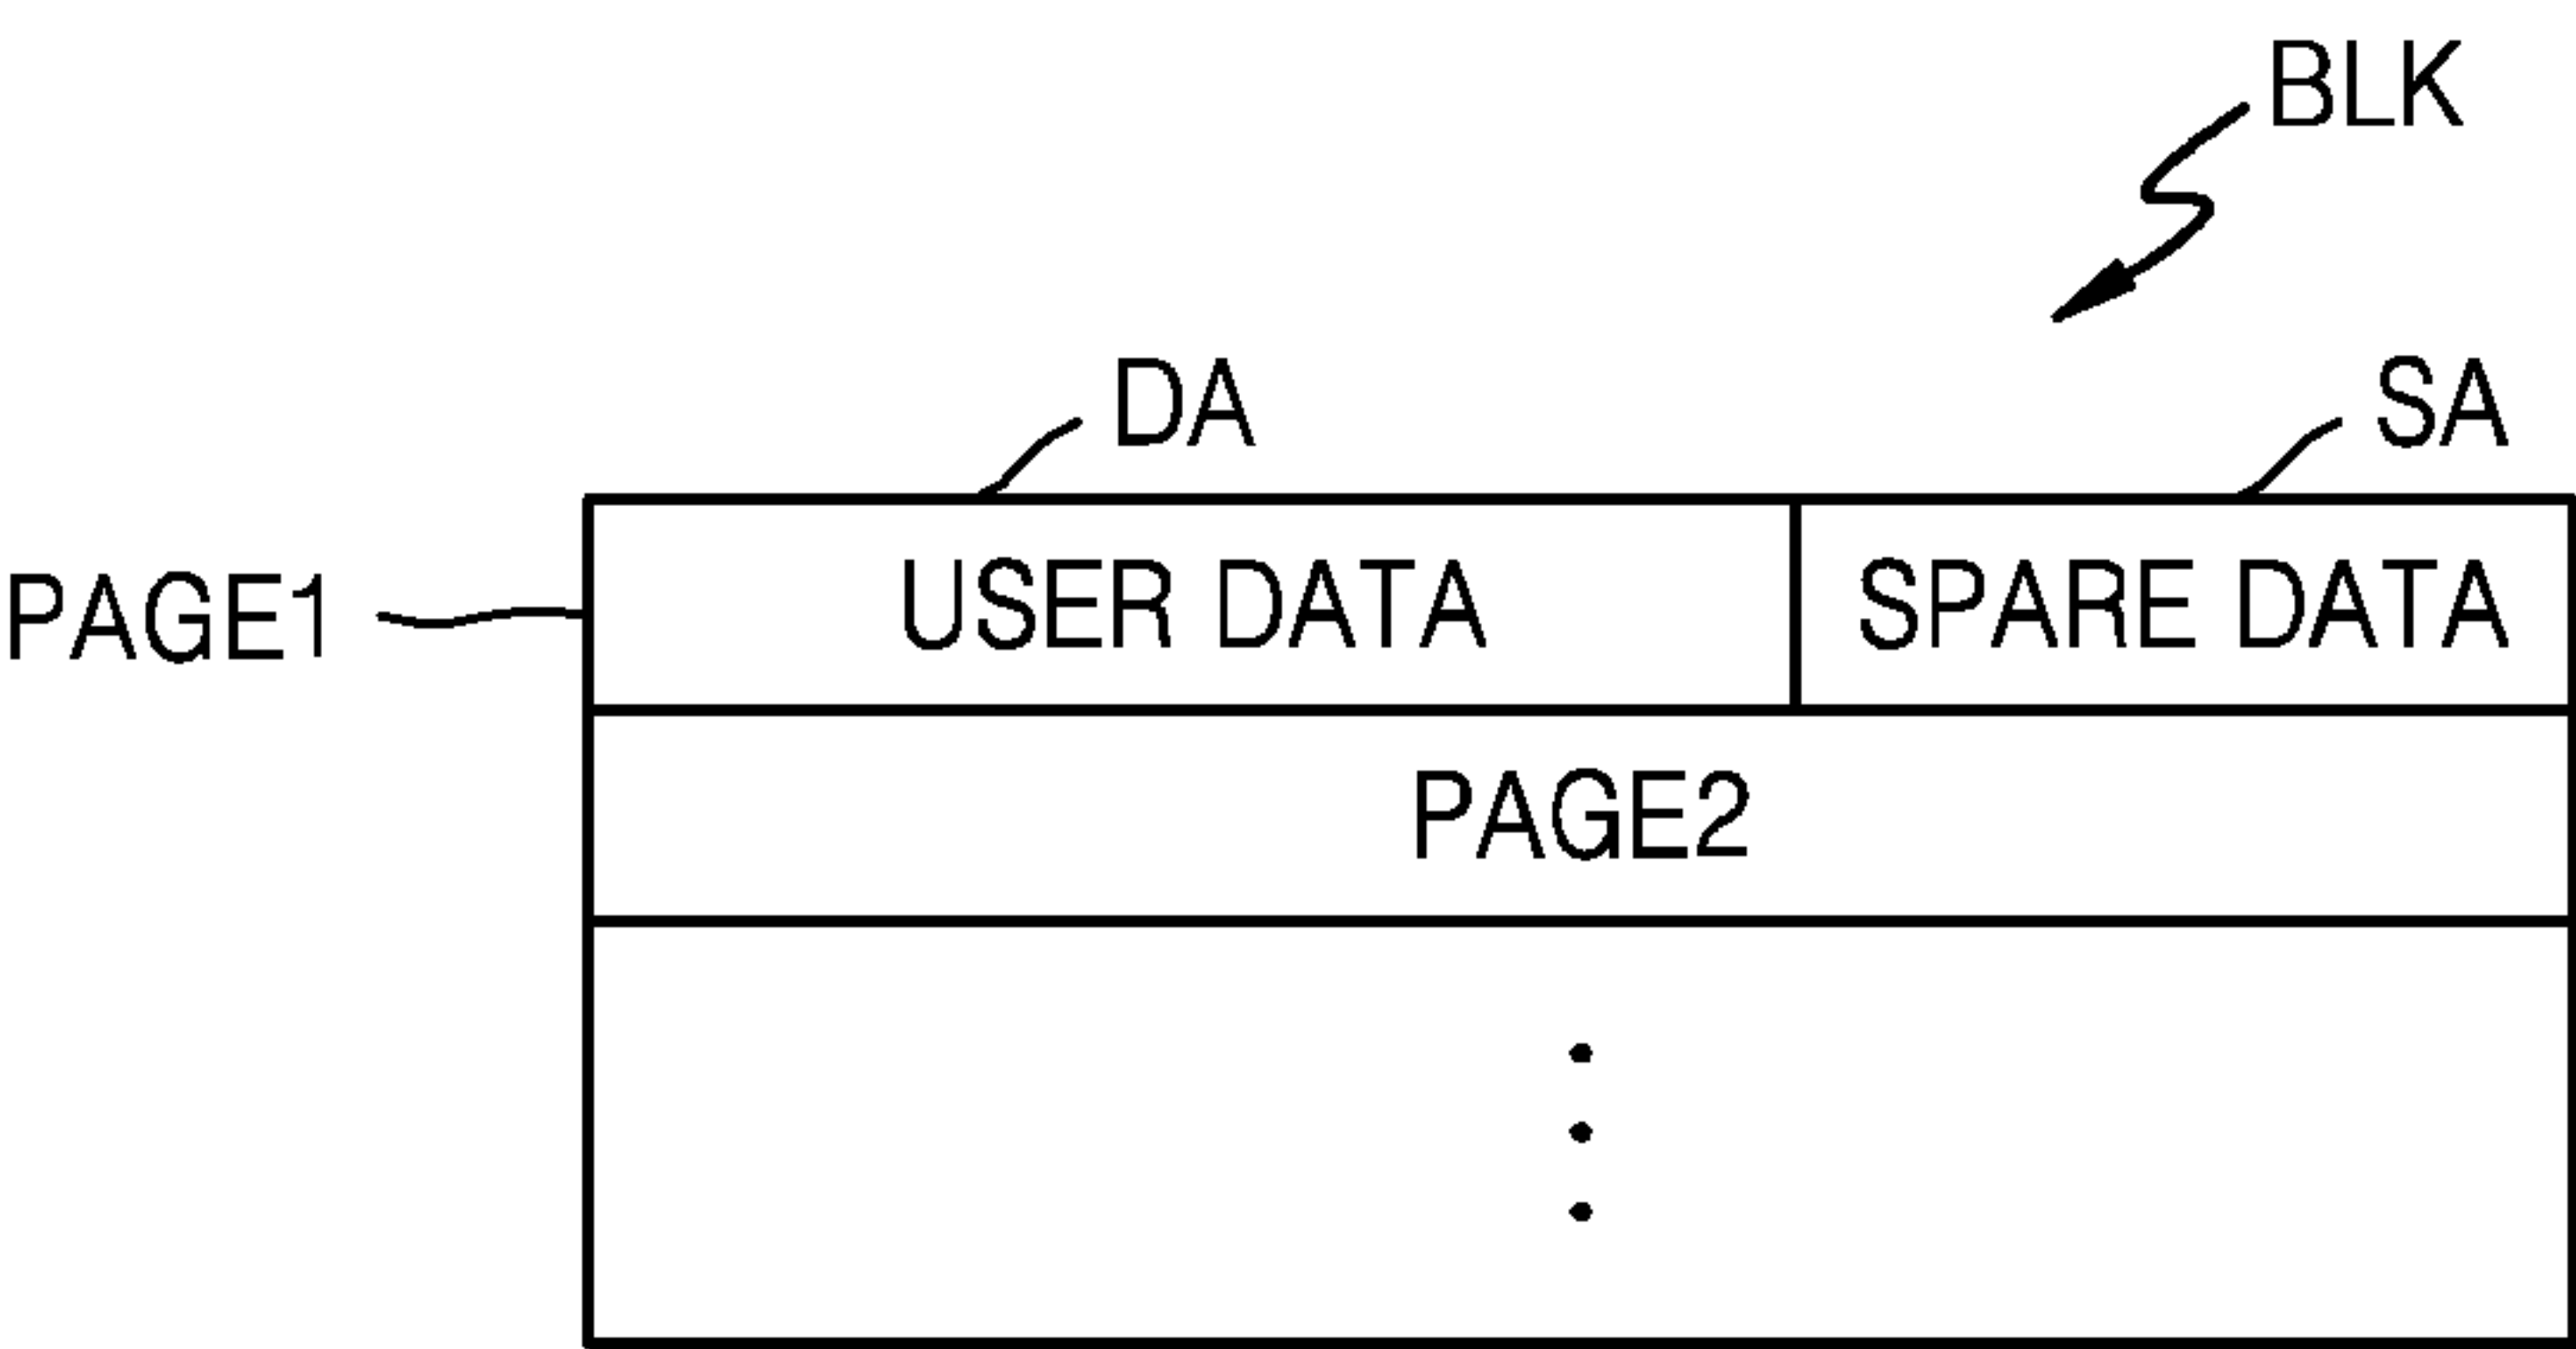 BLK
DA
SA
PAGE1
USER DATA
SPARE DATA
PAGE2